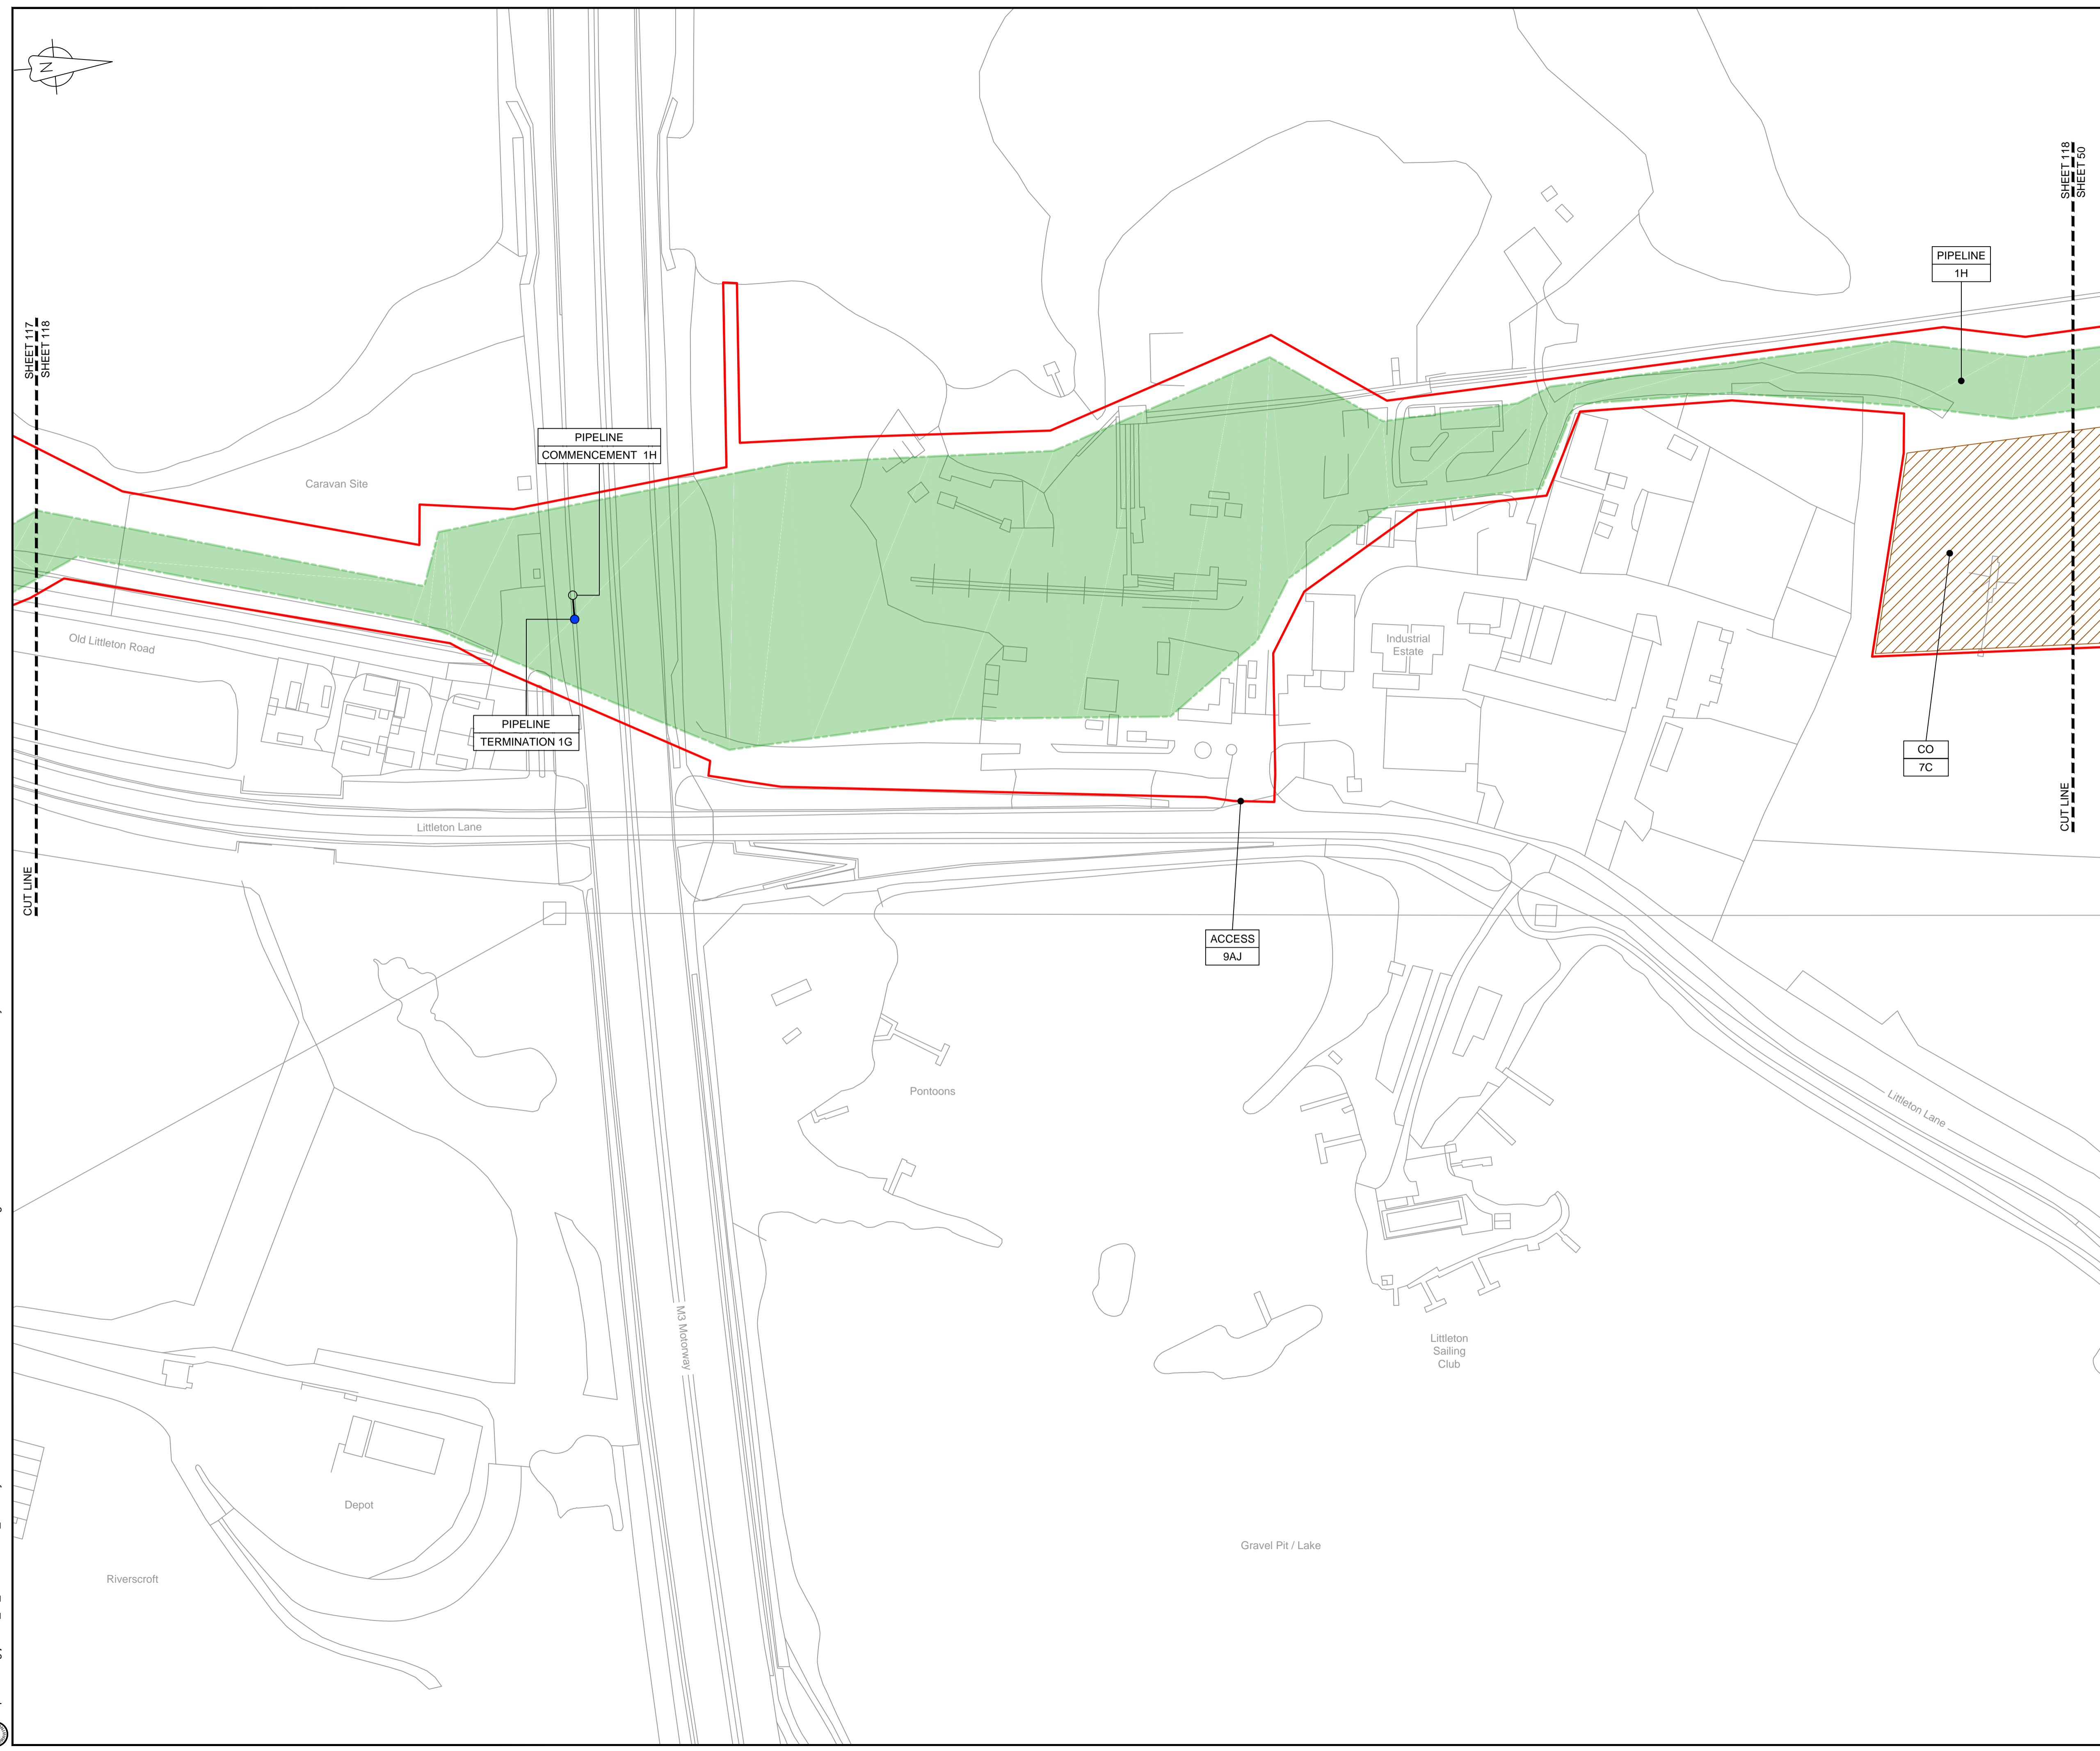 N
SHEET 117
SHEET 118
SHEET 118
SHEET 50
PIPELINE
1H
PIPELINE
COMMENCEMENT 1H
Caravan Site
Old Littleton Road
Industrial
Estate
PIPELINE
TERMINATION 1G
CO
7C
CUT LINE
Littleton Lane
CUT LINE
ACCESS
9AJ
Pontoons
Littleton Lane
M3 Motorway
Littleton
Sailing
Club
Depot
Gravel Pit / Lake
Riverscroft